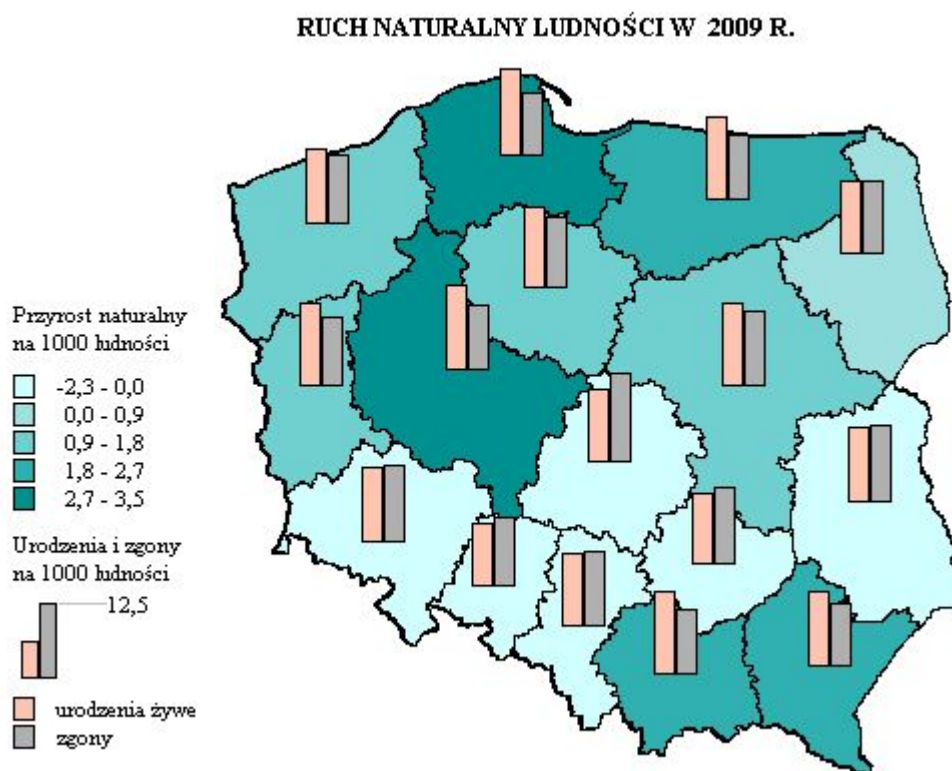 RUCH NATURALNY LUDNOŚCI W 2009 R.
Przyrost naturalny
na 1000 ludności
-2,3 - 0,0
0,0 - 0,9
0,9 - 1,8
1,8 - 2,7
2,7 - 3,5
Urodzenia i zgony
na 1000 ludności
12,5
urodzenia żywe
zgony